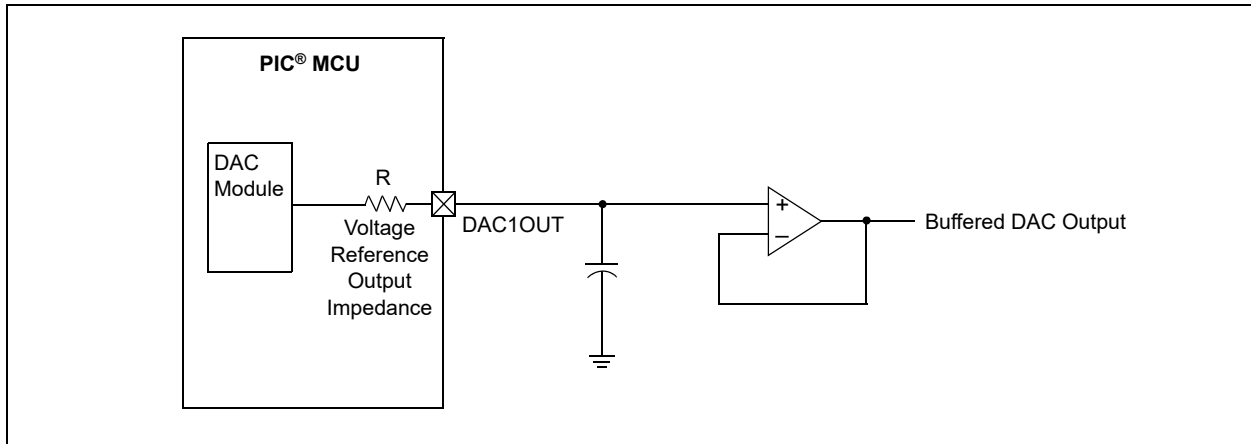 PIC® MCU
DAC
Module
R
Voltage
Reference
Output
Impedance
DAC1OUT
+
–
Buffered DAC Output